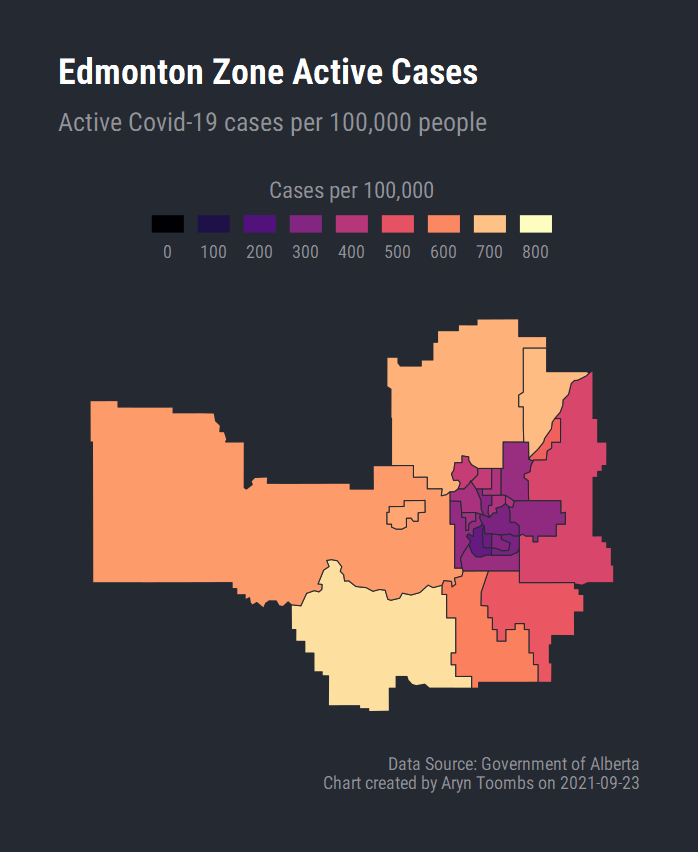 Edmonton Zone Active Cases
Active Covid-19 cases per 100,000 people
Cases per 100,000
0 100 200 300 400 500 600 700 800
Data Source: Government of Alberta
Chart created by Aryn Toombs on 2021-09-23